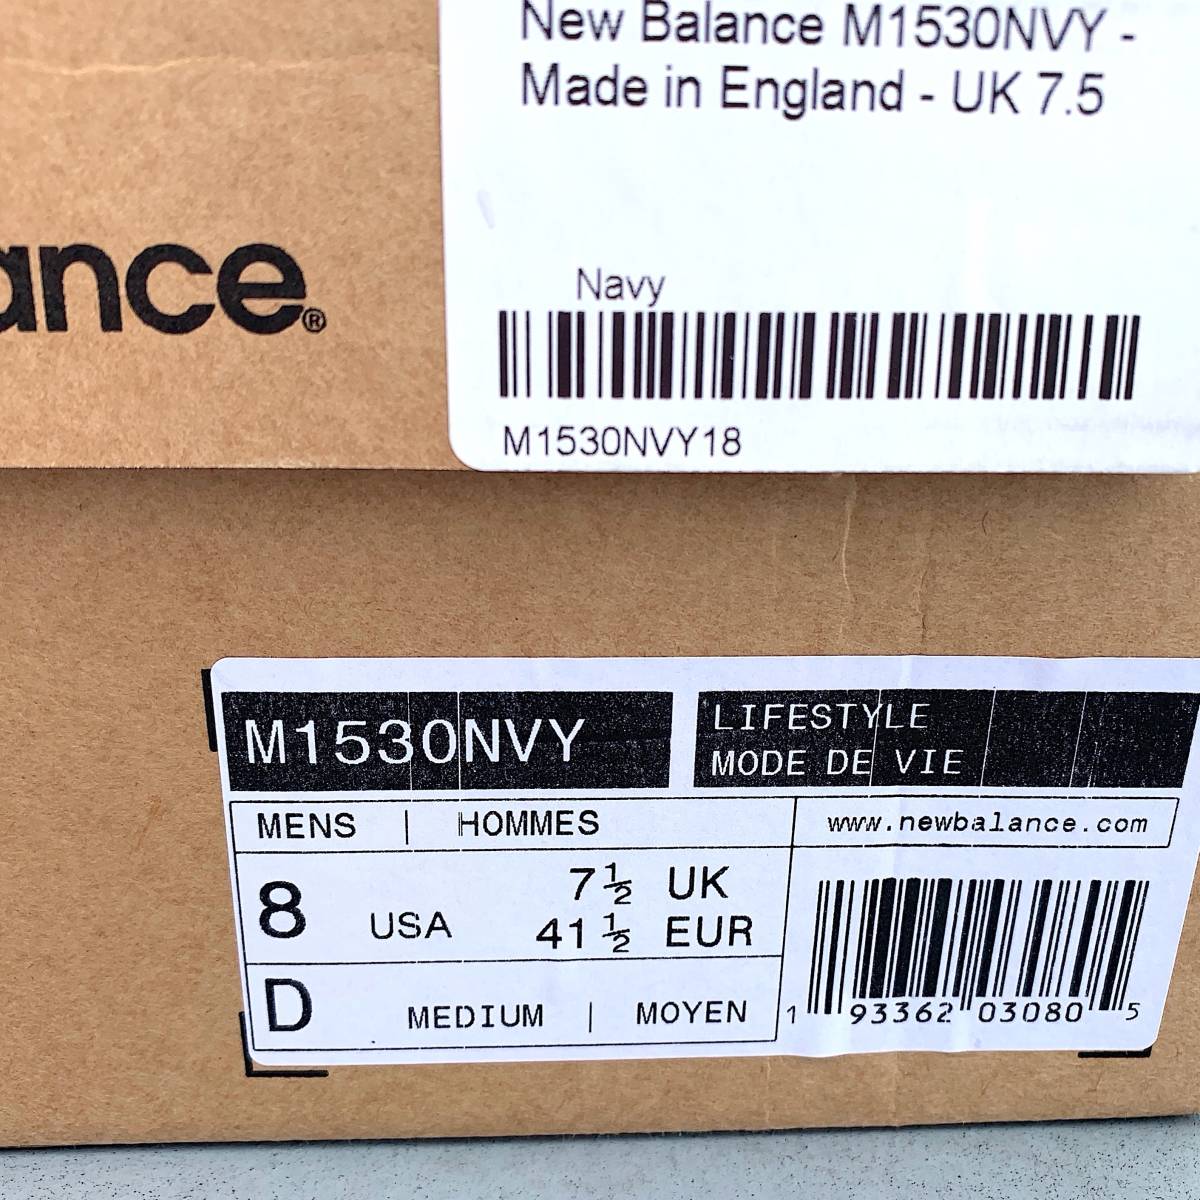 New Balance M1530NVY -
Made in England - UK 7.5
Navy
M1530NVY18
ance®
M1530NVY
LIFESTYLE
MODE DE VIE
MENS | HOMMES
www.newbalance.com
8 USA
7½ UK
41½ EUR
D MEDIUM | MOYEN
1 93362 03080 5